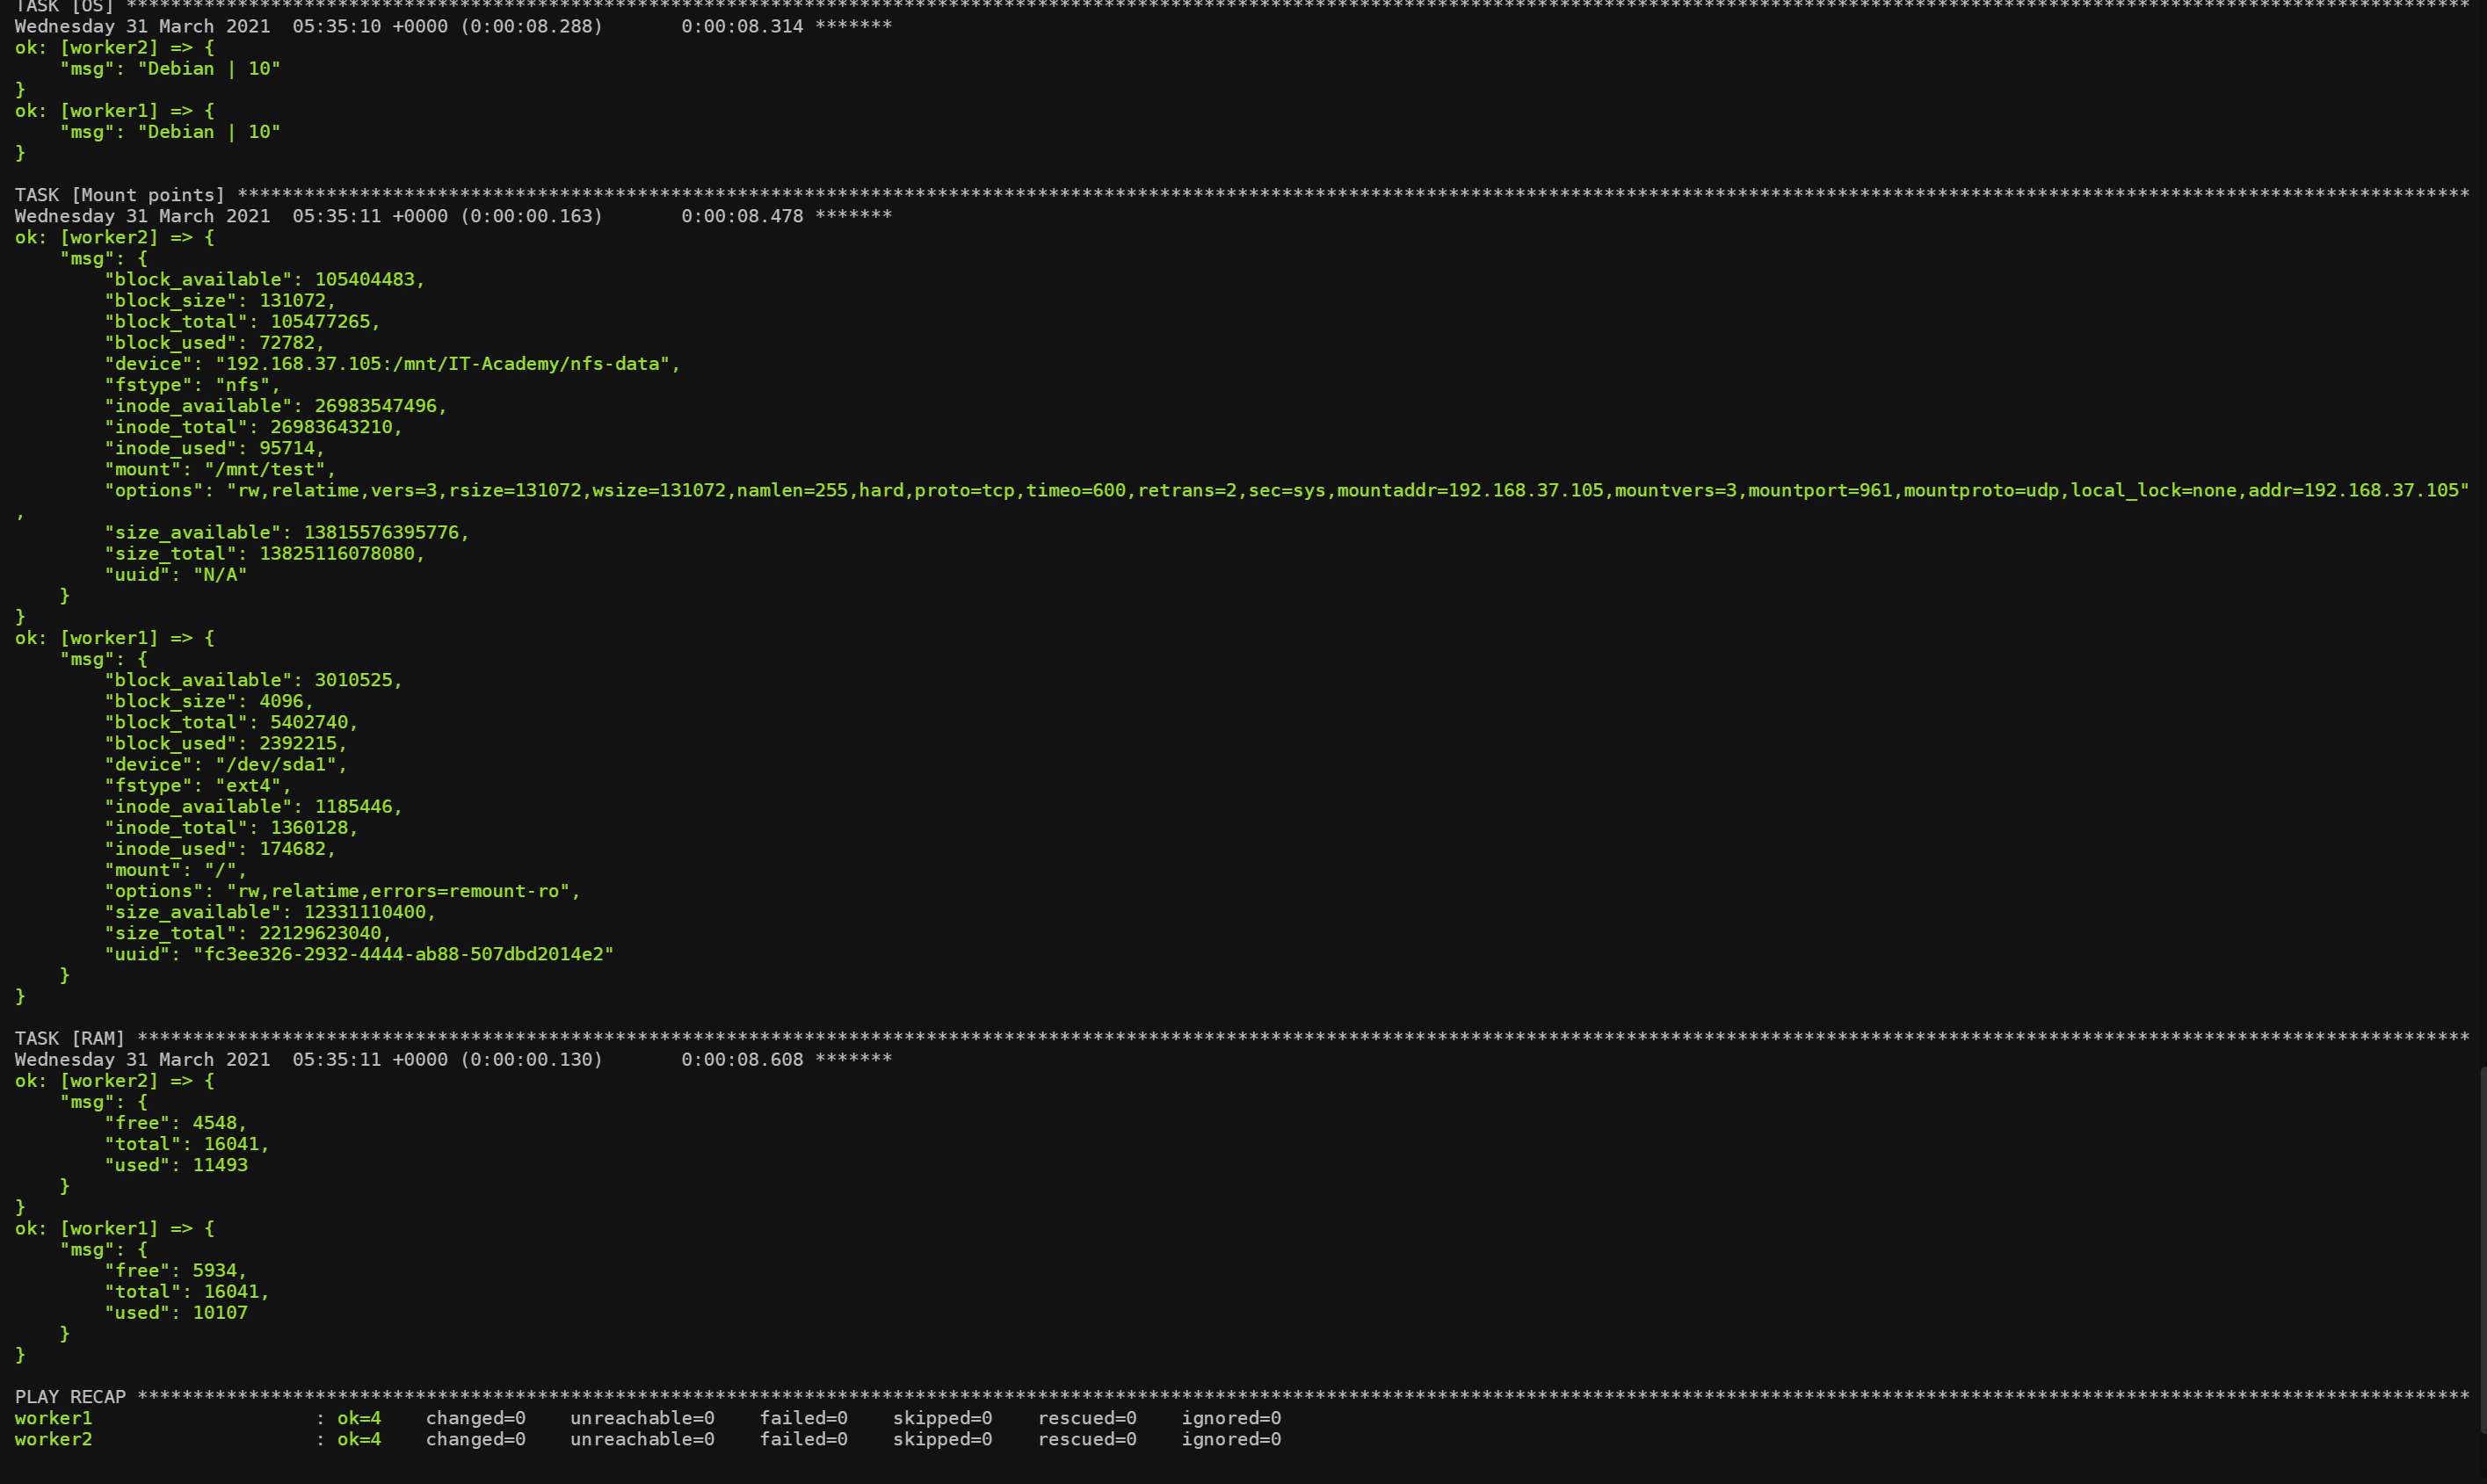 TASK [OS] *******************************************************************************************************************************************************************************************************************
Wednesday 31 March 2021  05:35:10 +0000 (0:00:08.288)       0:00:08.314 *******
ok: [worker2] => {
    "msg": "Debian | 10"
}
ok: [worker1] => {
    "msg": "Debian | 10"
}

TASK [Mount points] *********************************************************************************************************************************************************************************************************
Wednesday 31 March 2021  05:35:11 +0000 (0:00:00.163)       0:00:08.478 *******
ok: [worker2] => {
    "msg": {
        "block_available": 105404483,
        "block_size": 131072,
        "block_total": 105477265,
        "block_used": 72782,
        "device": "192.168.37.105:/mnt/IT-Academy/nfs-data",
        "fstype": "nfs",
        "inode_available": 26983547496,
        "inode_total": 26983643210,
        "inode_used": 95714,
        "mount": "/mnt/test",
        "options": "rw,relatime,vers=3,rsize=131072,wsize=131072,namlen=255,hard,proto=tcp,timeo=600,retrans=2,sec=sys,mountaddr=192.168.37.105,mountvers=3,mountport=961,mountproto=udp,local_lock=none,addr=192.168.37.105"
,
        "size_available": 13815576395776,
        "size_total": 13825116078080,
        "uuid": "N/A"
    }
}
ok: [worker1] => {
    "msg": {
        "block_available": 3010525,
        "block_size": 4096,
        "block_total": 5402740,
        "block_used": 2392215,
        "device": "/dev/sda1",
        "fstype": "ext4",
        "inode_available": 1185446,
        "inode_total": 1360128,
        "inode_used": 174682,
        "mount": "/",
        "options": "rw,relatime,errors=remount-ro",
        "size_available": 12331110400,
        "size_total": 22129623040,
        "uuid": "fc3ee326-2932-4444-ab88-507dbd2014e2"
    }
}

TASK [RAM] ******************************************************************************************************************************************************************************************************************
Wednesday 31 March 2021  05:35:11 +0000 (0:00:00.130)       0:00:08.608 *******
ok: [worker2] => {
    "msg": {
        "free": 4548,
        "total": 16041,
        "used": 11493
    }
}
ok: [worker1] => {
    "msg": {
        "free": 5934,
        "total": 16041,
        "used": 10107
    }
}

PLAY RECAP ******************************************************************************************************************************************************************************************************************
worker1                    : ok=4    changed=0    unreachable=0    failed=0    skipped=0    rescued=0    ignored=0
worker2                    : ok=4    changed=0    unreachable=0    failed=0    skipped=0    rescued=0    ignored=0